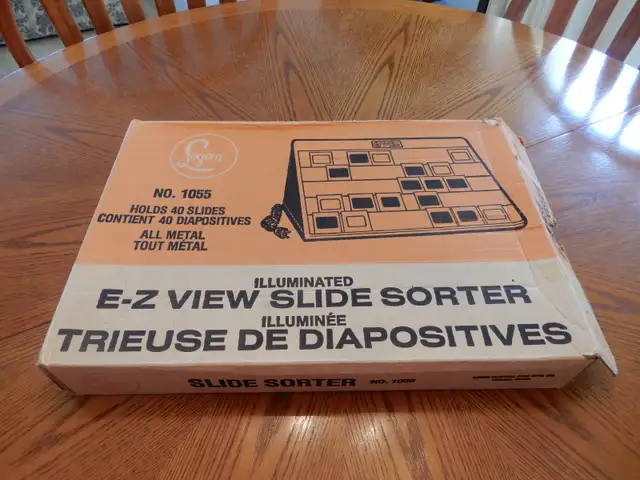 Logan
NO. 1055
HOLDS 40 SLIDES
CONTIENT 40 DIAPOSITIVES
ALL METAL
TOUT MÉTAL
ILLUMINATED
E-Z VIEW SLIDE SORTER
ILLUMINÉE
TRIEUSE DE DIAPOSITIVES
SLIDE SORTER NO. 1055